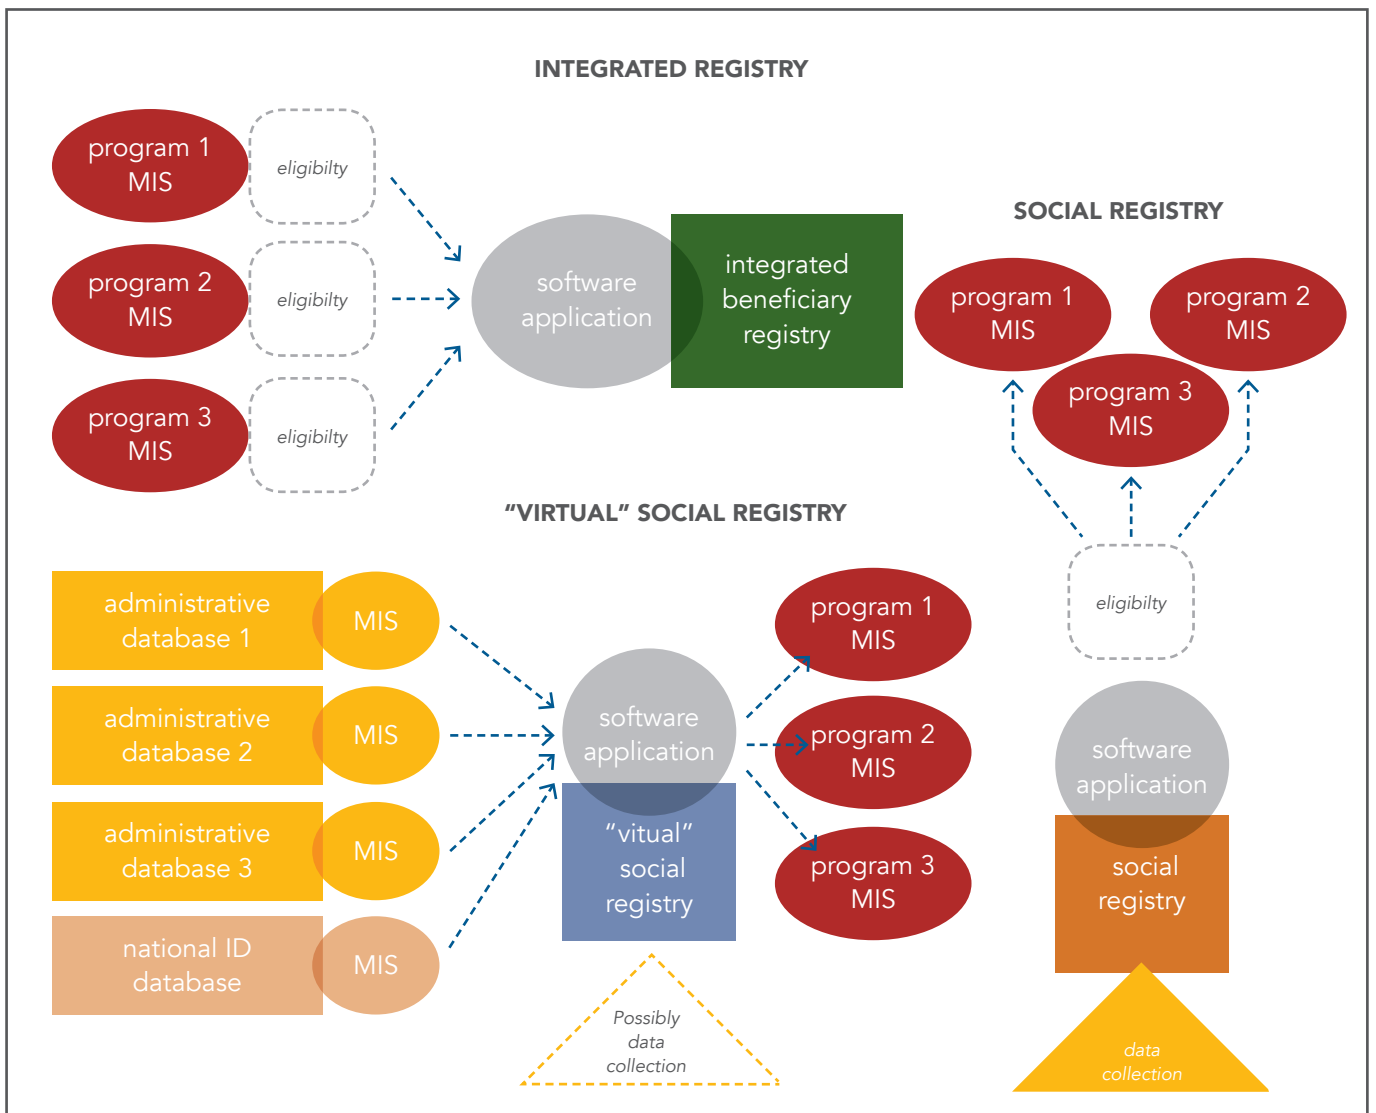 INTEGRATED REGISTRY
program 1
MIS
eligibilty
program 2
MIS
eligibilty
program 3
MIS
eligibilty
software
application
integrated
beneficiary
registry
SOCIAL REGISTRY
program 1
MIS
program 2
MIS
program 3
MIS
eligibilty
software
application
social
registry
data
collection
“VIRTUAL” SOCIAL REGISTRY
administrative
database 1
MIS
administrative
database 2
MIS
administrative
database 3
MIS
national ID
database
MIS
software
application
“vitual”
social
registry
Possibly
data
collection
program 1
MIS
program 2
MIS
program 3
MIS